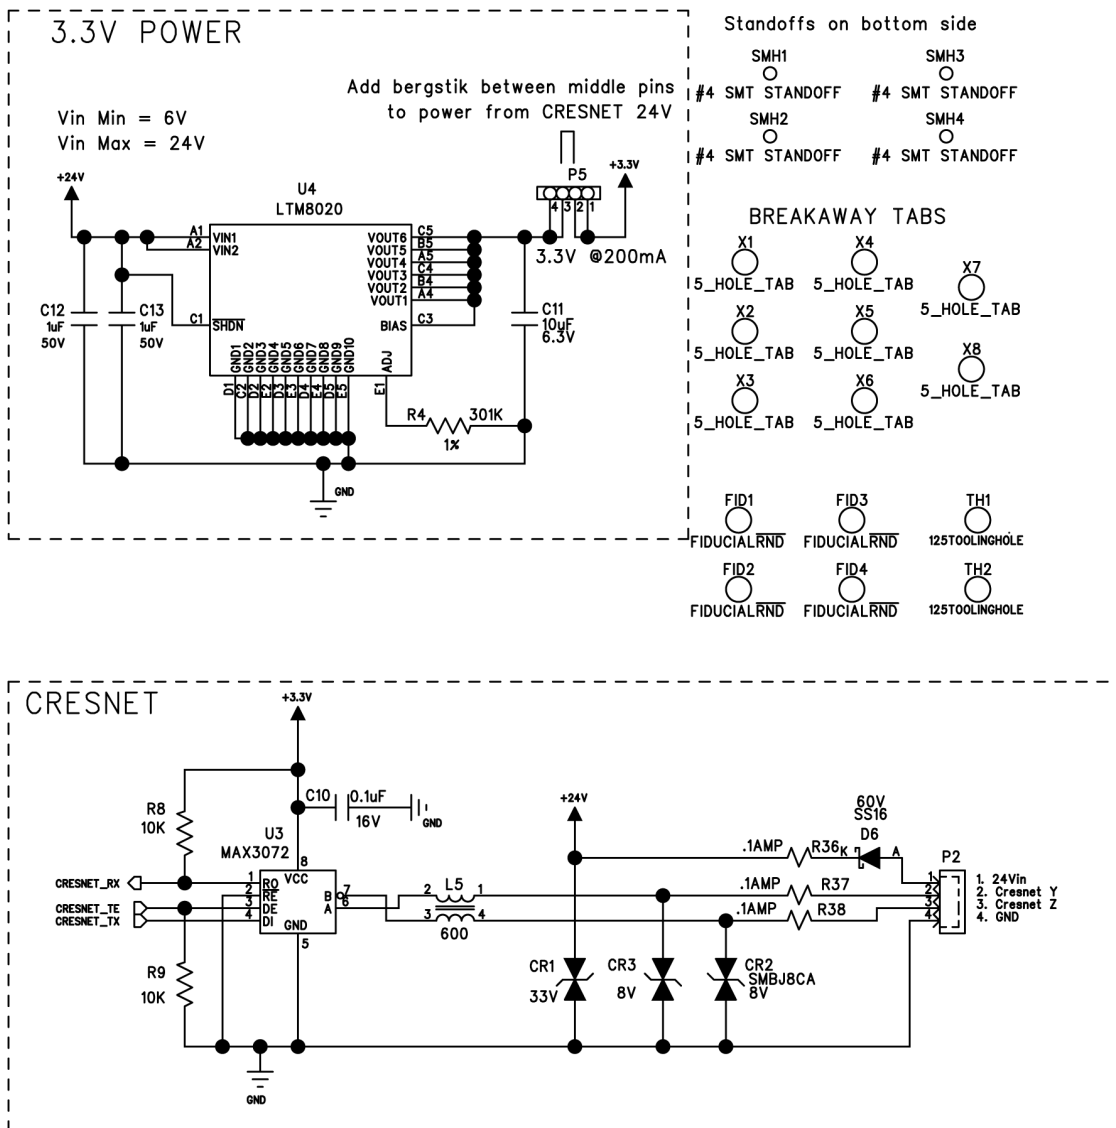 3.3V POWER
Vin Min = 6V
Vin Max = 24V
Add bergstik between middle pins
to power from CRESNET 24V
+24V
U4
LTM8020
P5
+3.3V
4 3 2 1
3.3V @200mA
A1 VIN1
A2 VIN2
C1 SHDN
VOUT6 C5
VOUT5 B5
VOUT4 A5
VOUT3 C4
VOUT2 B4
VOUT1 A4
BIAS C3
GND1 GND2 GND3 GND4 GND5 GND6 GND7 GND8 GND9 GND10 ADJ
D1 C2 D2 E2 D3 E3 D4 E4 D5 E5 E1
C12
1uF
50V
C13
1uF
50V
C11
10uF
6.3V
R4 301K
1%
GND
Standoffs on bottom side
SMH1
#4 SMT STANDOFF
SMH3
#4 SMT STANDOFF
SMH2
#4 SMT STANDOFF
SMH4
#4 SMT STANDOFF
BREAKAWAY TABS
X1
5_HOLE_TAB
X4
5_HOLE_TAB
X7
5_HOLE_TAB
X2
5_HOLE_TAB
X5
5_HOLE_TAB
X8
5_HOLE_TAB
X3
5_HOLE_TAB
X6
5_HOLE_TAB
FID1
FIDUCIALRND
FID3
FIDUCIALRND
TH1
125TOOLINGHOLE
FID2
FIDUCIALRND
FID4
FIDUCIALRND
TH2
125TOOLINGHOLE
CRESNET
+3.3V
R8
10K
C10 0.1uF
16V
GND
U3
MAX3072
8
VCC
CRESNET_RX 1 RO
2 RE
CRESNET_TE 3 DE
CRESNET_TX 4 DI
B 7
A 6
GND
5
R9
10K
GND
2 L5 1
3 4
600
+24V
60V
SS16
D6
.1AMP R36 K A
.1AMP R37
.1AMP R38
CR1
33V
CR3
8V
CR2
SMBJ8CA
8V
P2
1 1. 24Vin
2 2. Cresnet Y
3 3. Cresnet Z
4 4. GND